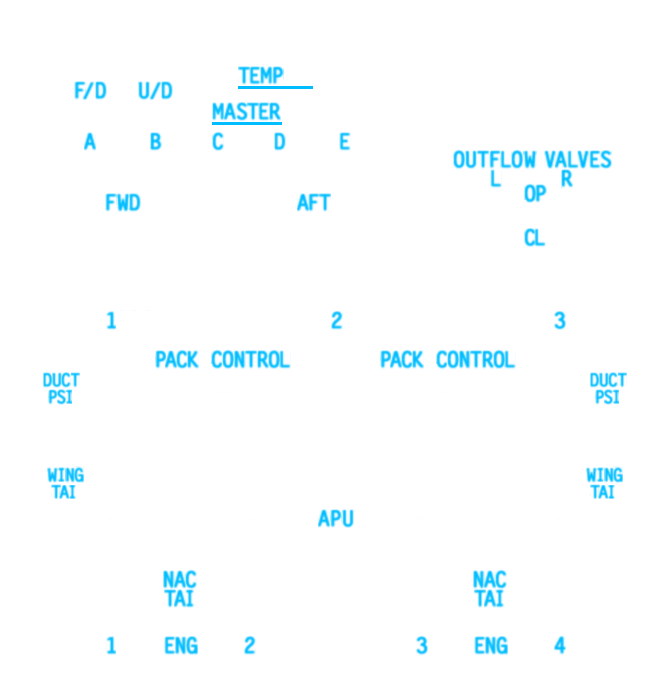 TEMP
F/D U/D
MASTER
A B C D E
OUTFLOW VALVES
L R
OP
FWD AFT
CL
1 2 3
PACK CONTROL PACK CONTROL
DUCT DUCT
PSI PSI
WING WING
TAI TAI
APU
NAC NAC
TAI TAI
1 ENG 2 3 ENG 4